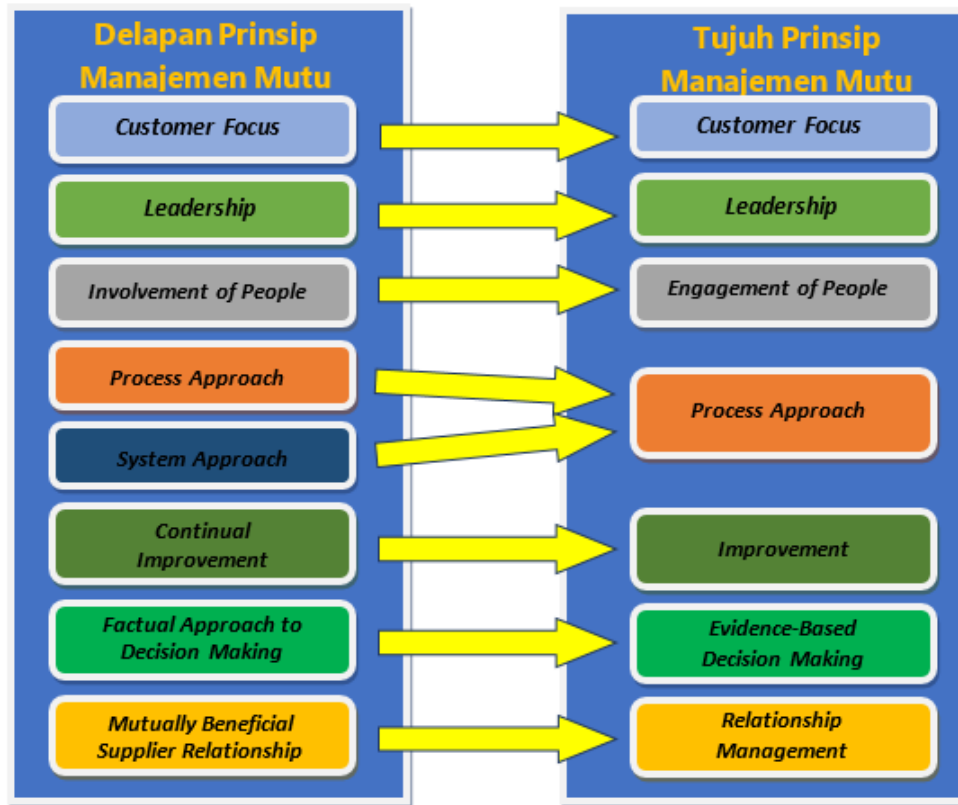 Delapan Prinsip
Manajemen Mutu
Customer Focus
Leadership
Involvement of People
Process Approach
System Approach
Continual
Improvement
Factual Approach to
Decision Making
Mutually Beneficial
Supplier Relationship
Tujuh Prinsip
Manajemen Mutu
Customer Focus
Leadership
Engagement of People
Process Approach
Improvement
Evidence-Based
Decision Making
Relationship
Management